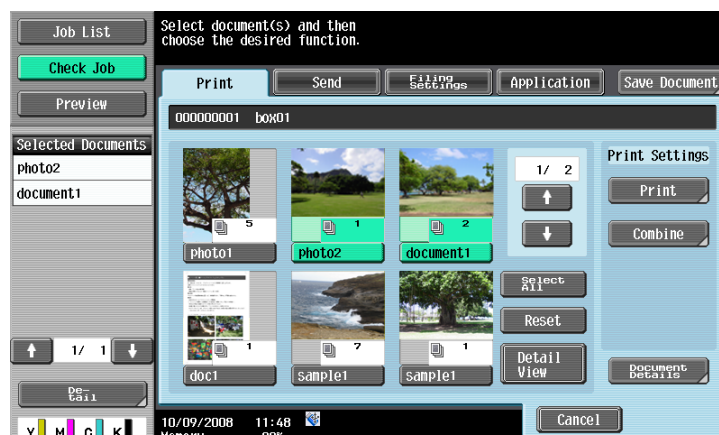 Job List
Check Job
Preview
Selected Documents
photo2
document1
1/ 1
De-
tail
Y M C K
Select document(s) and then
choose the desired function.
Print
Send
Filing
Settings
Application
Save Document
000000001 box01
5
photo1
1
photo2
2
document1
1/ 2
1
doc1
7
sample1
1
sample1
Select
All
Reset
Detail
View
Print Settings
Print
Combine
Document
Details
10/09/2008 11:48
Cancel